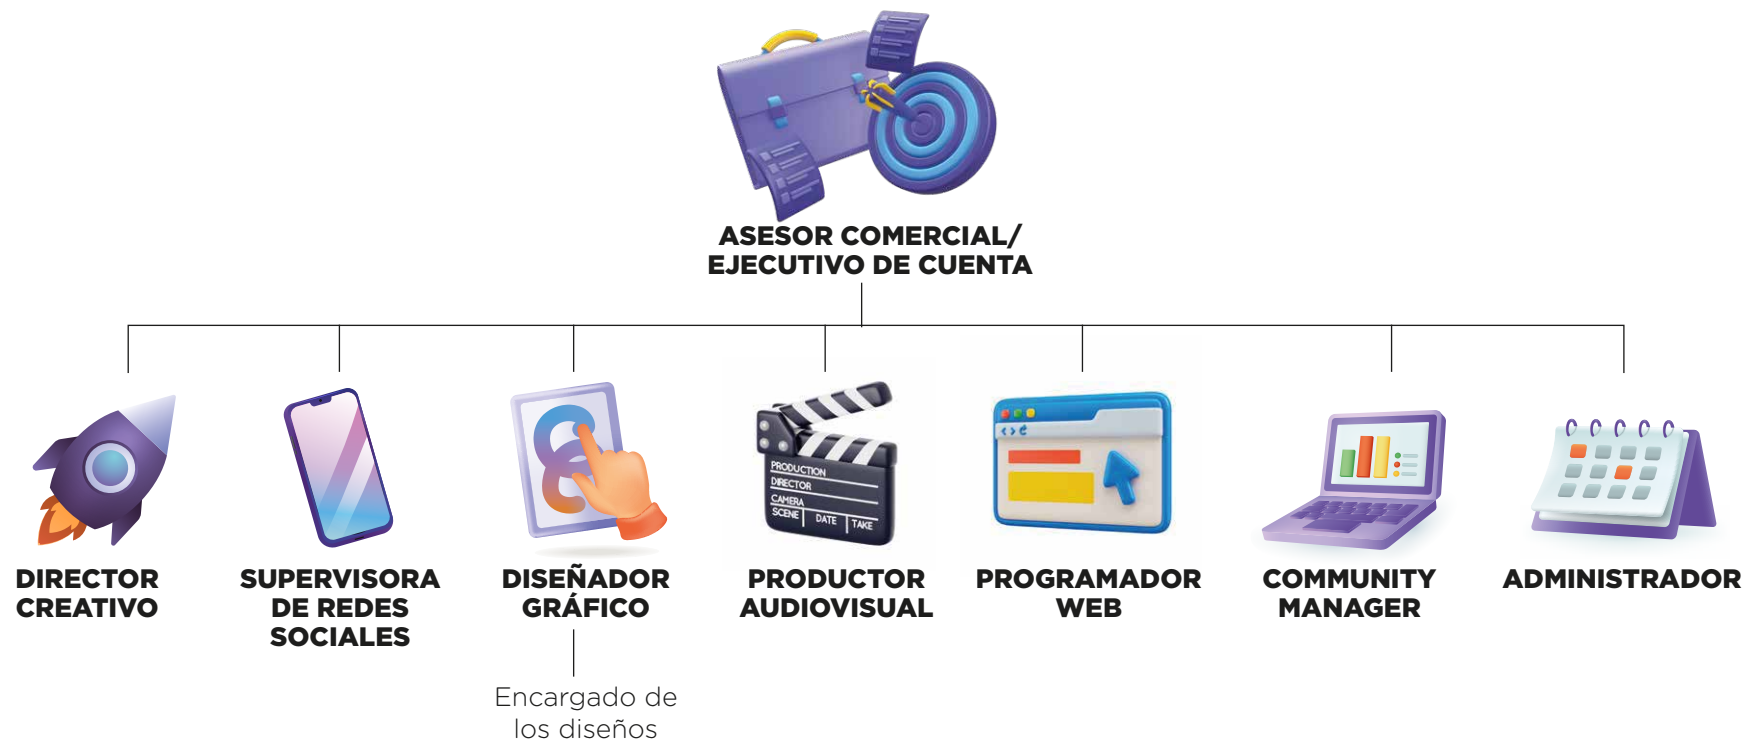 ASESOR COMERCIAL/
EJECUTIVO DE CUENTA
PRODUCTION
DIRECTOR
CAMERA
SCENE DATE TAKE
DIRECTOR
CREATIVO
SUPERVISORA
DE REDES
SOCIALES
DISEÑADOR
GRÁFICO
PRODUCTOR
AUDIOVISUAL
PROGRAMADOR
WEB
COMMUNITY
MANAGER
ADMINISTRADOR
Encargado de
los diseños